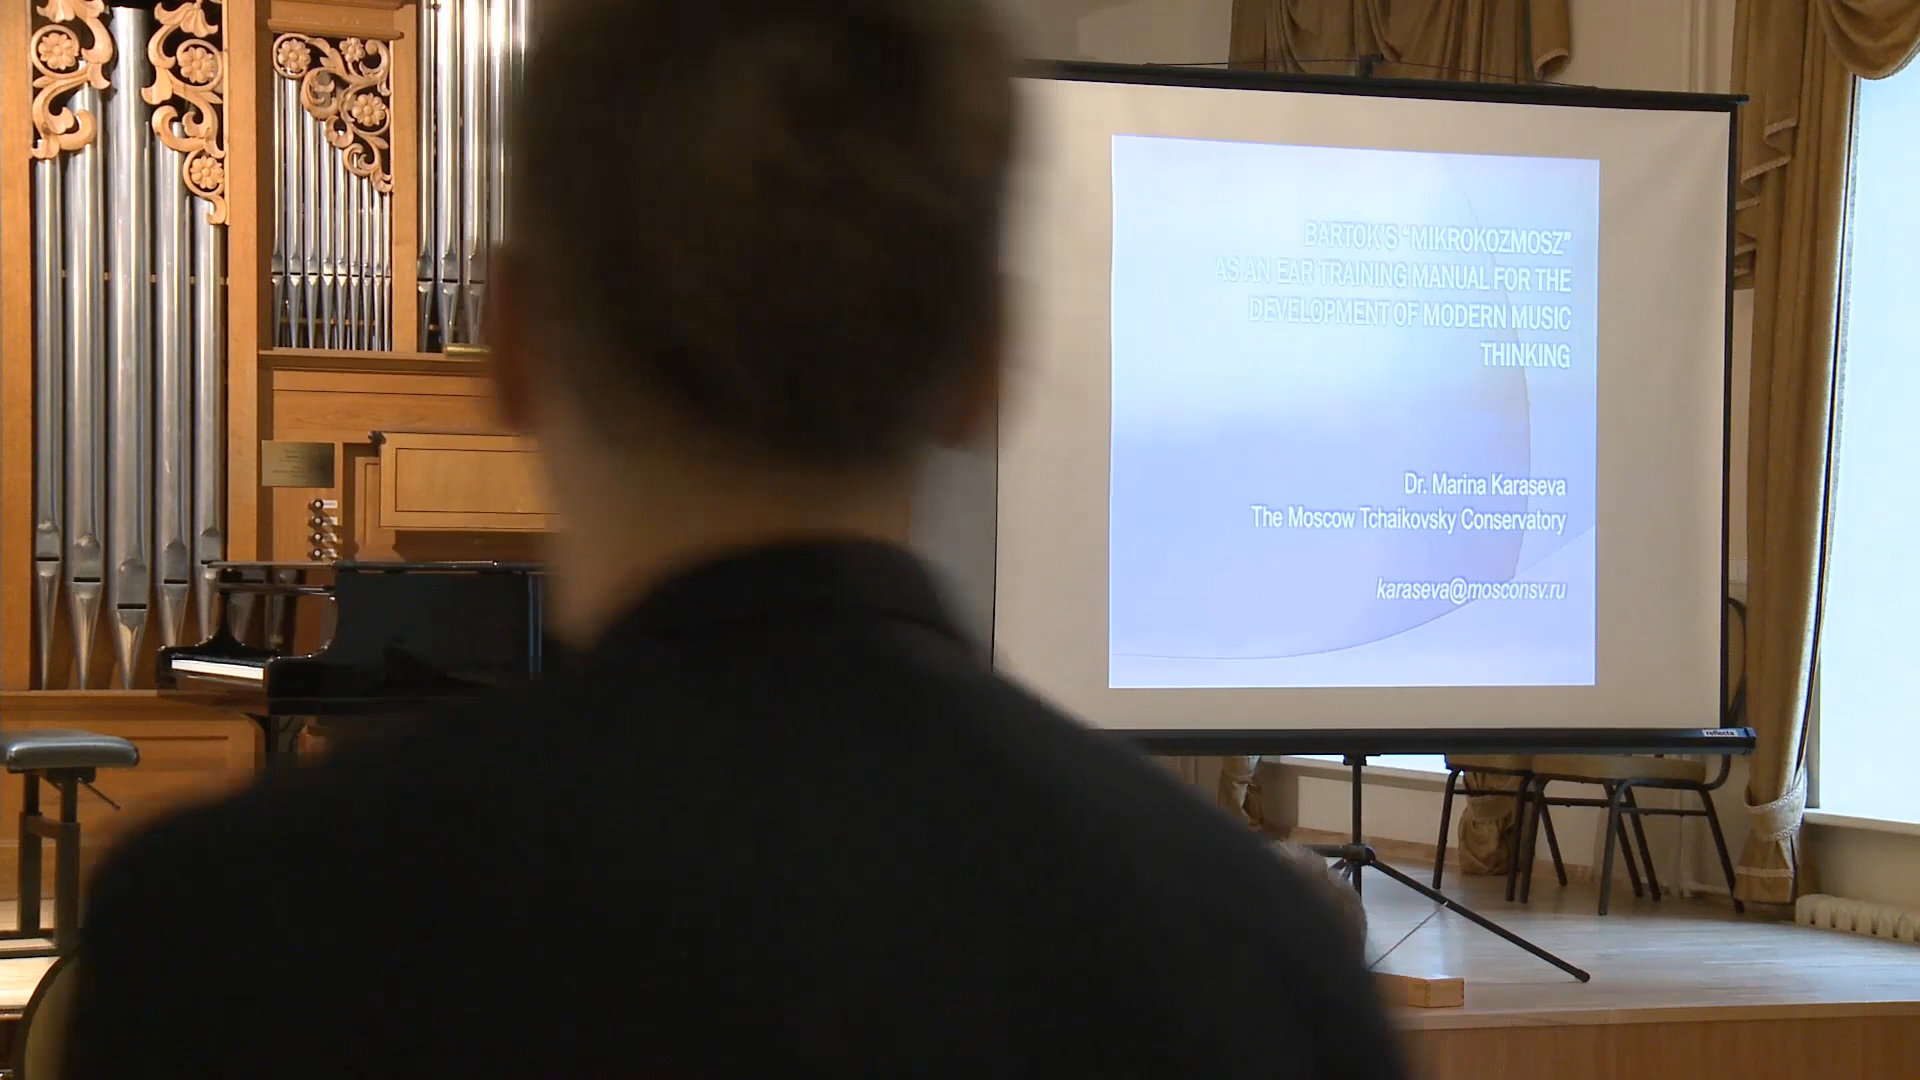 BARTOK'S “MIKROKOZMOSZ”
AS AN EAR TRAINING MANUAL FOR THE
DEVELOPMENT OF MODERN MUSIC
THINKING
Dr. Marina Karaseva
The Moscow Tchaikovsky Conservatory
karaseva@mosconsv.ru
reflecta